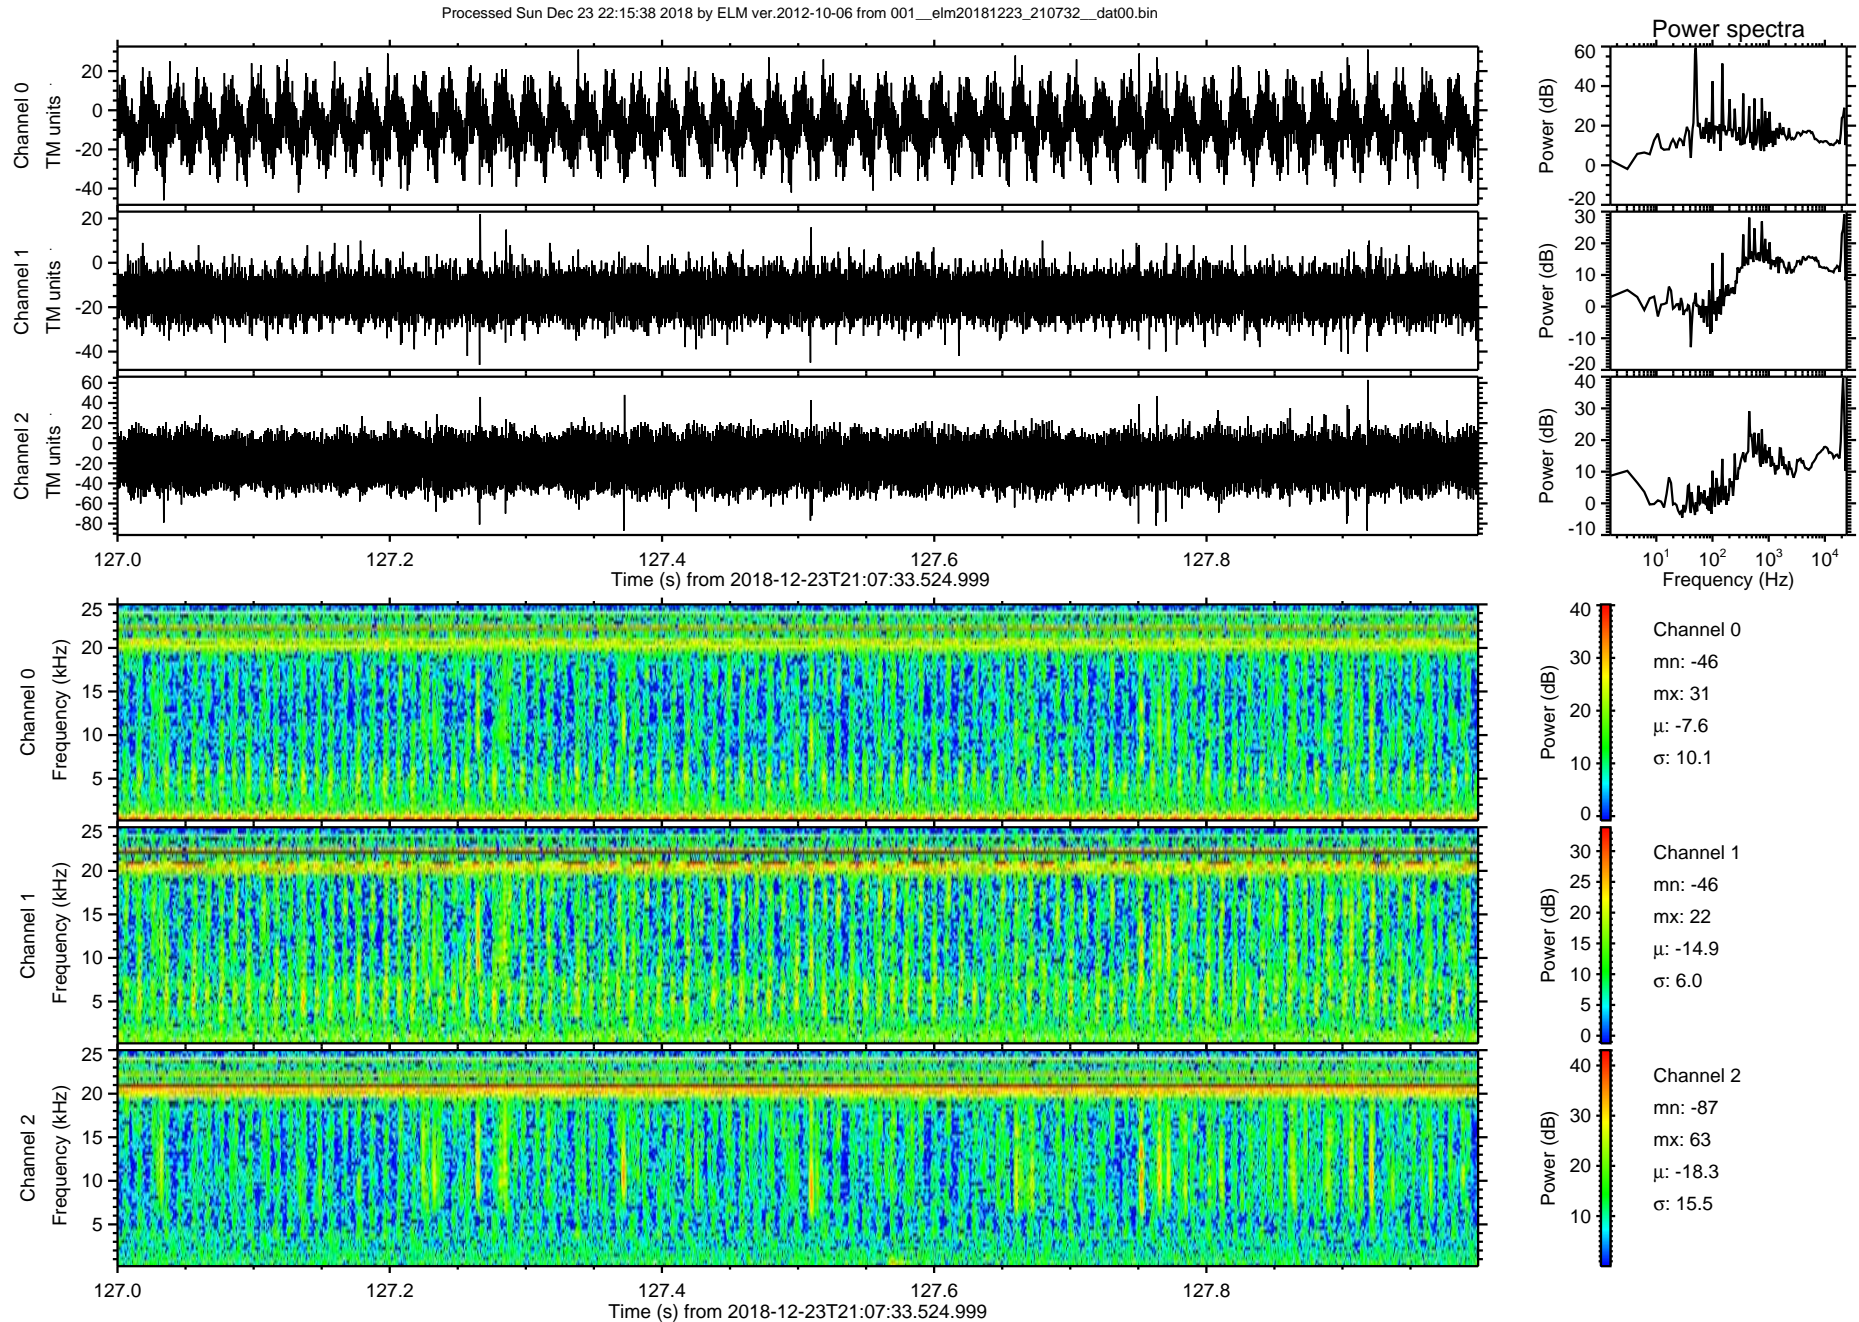 Processed Sun Dec 23 22:15:38 2018 by ELM ver.2012-10-06 from 001__elm20181223_210732__dat00.bin
Power spectra
Channel 0
TM units
20
0
-20
-40
Power (dB)
60
40
20
0
-20
Channel 1
TM units
20
0
-20
-40
Power (dB)
30
20
10
0
-10
-20
Channel 2
TM units
60
40
20
0
-20
-40
-60
-80
Power (dB)
40
30
20
10
0
-10
127.0 127.2 127.4 127.6 127.8
Time (s) from 2018-12-23T21:07:33.524.999
10¹ 10² 10³ 10⁴
Frequency (Hz)
Channel 0
Frequency (kHz)
25
20
15
10
5
Power (dB)
40
30
20
10
0
Channel 0
mn: -46
mx: 31
μ: -7.6
σ: 10.1
Channel 1
Frequency (kHz)
25
20
15
10
5
Power (dB)
30
25
20
15
10
5
0
Channel 1
mn: -46
mx: 22
μ: -14.9
σ: 6.0
Channel 2
Frequency (kHz)
25
20
15
10
5
Power (dB)
40
30
20
10
Channel 2
mn: -87
mx: 63
μ: -18.3
σ: 15.5
127.0 127.2 127.4 127.6 127.8
Time (s) from 2018-12-23T21:07:33.524.999